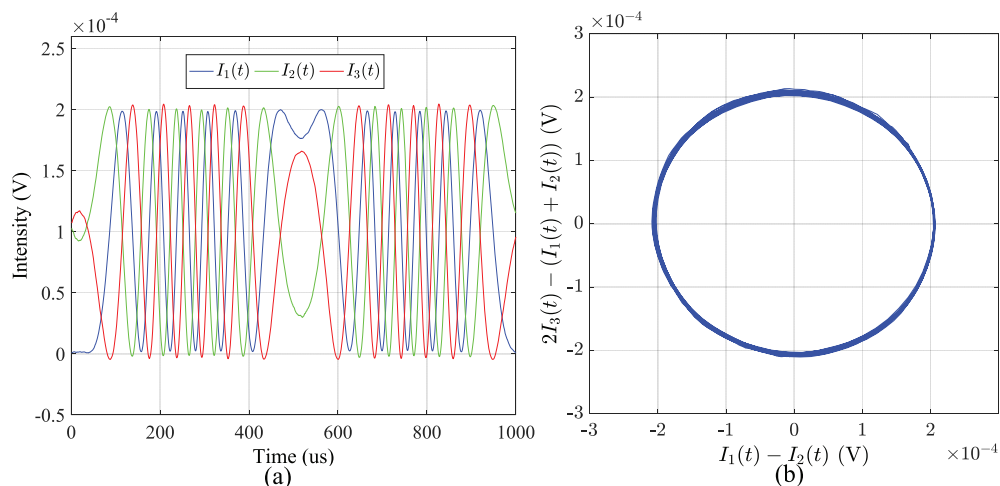 ×10⁻⁴
2.5
2
1.5
1
0.5
0
-0.5
Intensity (V)
I₁(t) I₂(t) I₃(t)
0 200 400 600 800 1000
Time (us)
(a)
3 ×10⁻⁴
2
1
0
-1
-2
-3
2I₃(t) − (I₁(t) + I₂(t)) (V)
-3 -2 -1 0 1 2
I₁(t) − I₂(t) (V) ×10⁻⁴
(b)